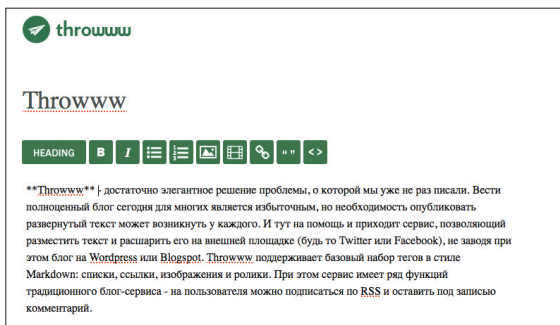 throwww
Throwww
HEADING B I “ ” <>
**Throwww** - достаточно элегантное решение проблемы, о которой мы уже не раз писали. Вести
полноценный блог сегодня для многих является избыточным, но необходимость опубликовать
развернутый текст может возникнуть у каждого. И тут на помощь и приходит сервис, позволяющий
разместить текст и расшарить его на внешней площадке (будь то Twitter или Facebook), не заводя при
этом блог на Wordpress или Blogspot. Throwww поддерживает базовый набор тегов в стиле
Markdown: списки, ссылки, изображения и ролики. При этом сервис имеет ряд функций
традиционного блог-сервиса - на пользователя можно подписаться по RSS и оставить под записью
комментарий.